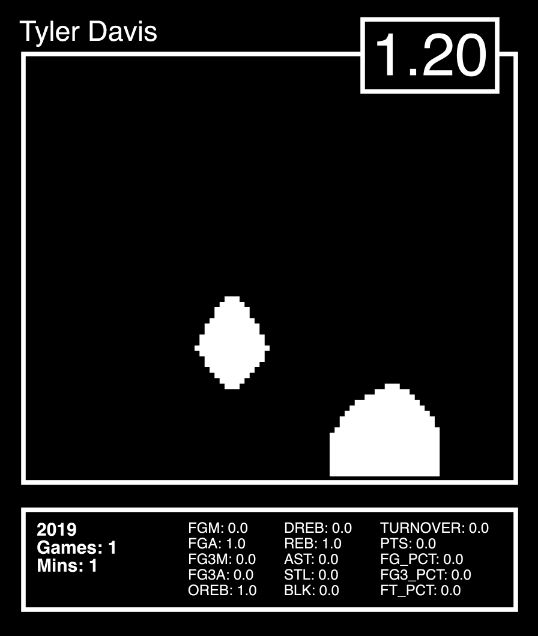 Tyler Davis
1.20
2019
Games: 1
Mins: 1
FGM: 0.0
FGA: 1.0
FG3M: 0.0
FG3A: 0.0
OREB: 1.0
DREB: 0.0
REB: 1.0
AST: 0.0
STL: 0.0
BLK: 0.0
TURNOVER: 0.0
PTS: 0.0
FG_PCT: 0.0
FG3_PCT: 0.0
FT_PCT: 0.0